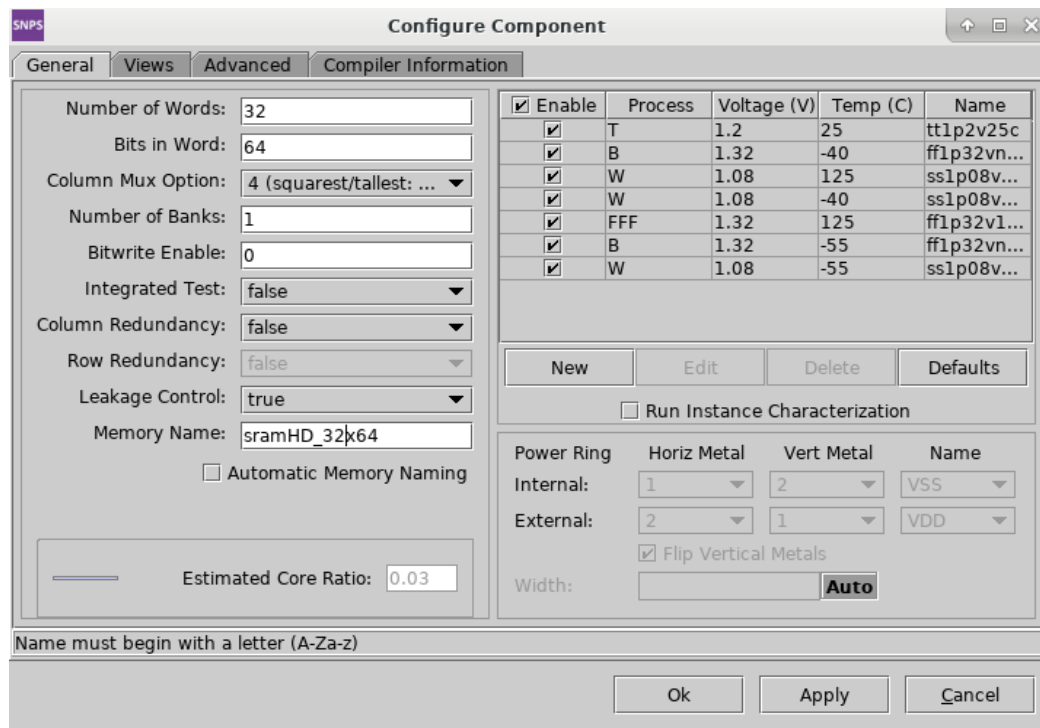 SNPS
Configure Component
General Views Advanced Compiler Information
Number of Words: 32
Bits in Word: 64
Column Mux Option: 4 (squarest/tallest: ...
Number of Banks: 1
Bitwrite Enable: 0
Integrated Test: false
Column Redundancy: false
Row Redundancy: false
Leakage Control: true
Memory Name: sramHD_32x64
Automatic Memory Naming
Estimated Core Ratio: 0.03
Enable Process Voltage (V) Temp (C) Name
T 1.2 25 tt1p2v25c
B 1.32 -40 ff1p32vn...
W 1.08 125 ss1p08v...
W 1.08 -40 ss1p08v...
FFF 1.32 125 ff1p32v1...
B 1.32 -55 ff1p32vn...
W 1.08 -55 ss1p08v...
New Edit Delete Defaults
Run Instance Characterization
Power Ring Horiz Metal Vert Metal Name
Internal: 1 2 VSS
External: 2 1 VDD
Flip Vertical Metals
Width: Auto
Name must begin with a letter (A-Za-z)
Ok Apply Cancel